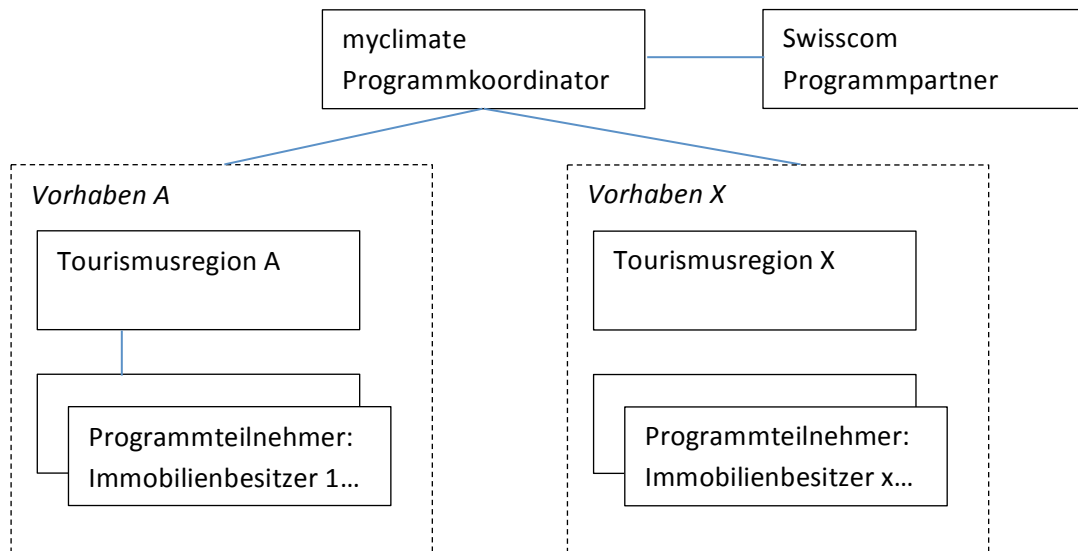 myclimate
Programmkoordinator
Swisscom
Programmpartner
Vorhaben A
Tourismusregion A
Programmteilnehmer:
Immobilienbesitzer 1...
Vorhaben X
Tourismusregion X
Programmteilnehmer:
Immobilienbesitzer x...